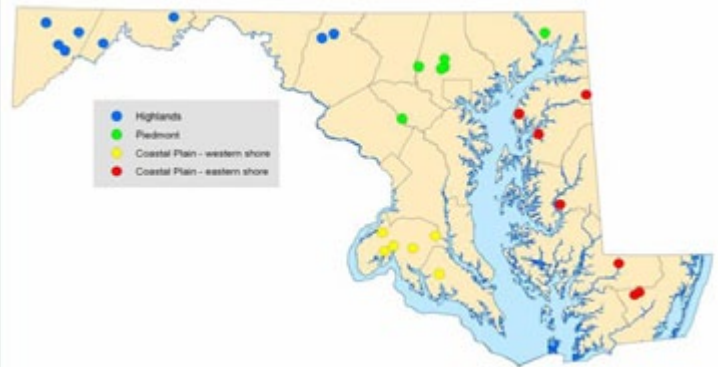 Highlands
Piedmont
Coastal Plain - western shore
Coastal Plain - eastern shore